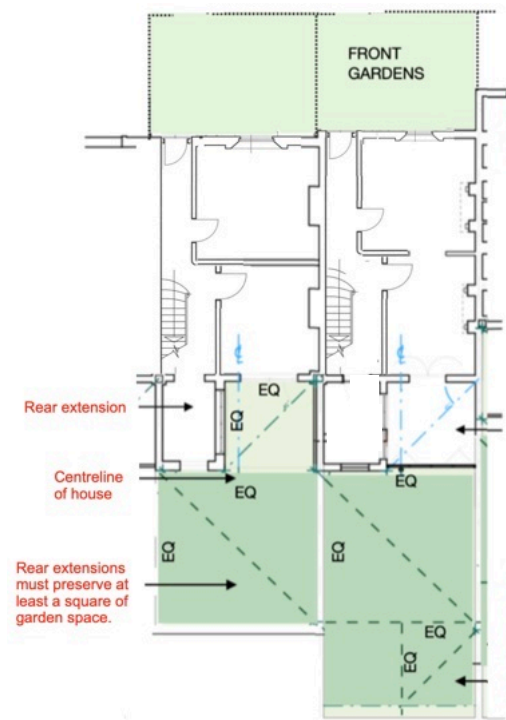 FRONT
GARDENS
EQ
Rear extension
EQ
Centreline
of house
EQ
EQ
EQ
EQ
Rear extensions
must preserve at
least a square of
garden space.
EQ
EQ